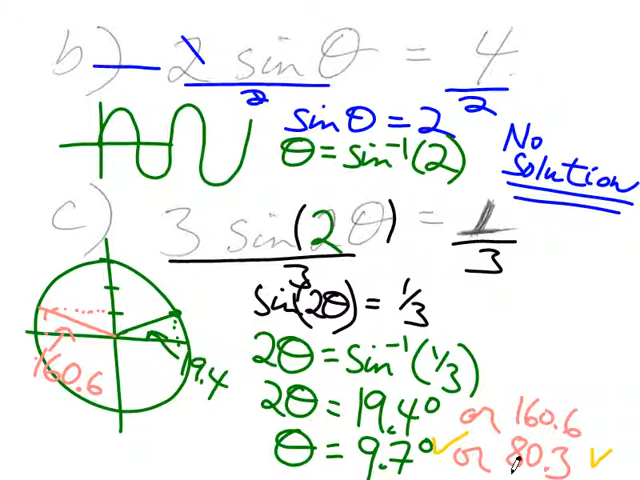 b) 2 sin θ = 4
2 2
sin θ = 2
θ = sin⁻¹(2)
No
Solution
c) 3 sin(2θ) = 1
3 3
sin(2θ) = 1/3
2θ = sin⁻¹(1/3)
2θ = 19.4° or 160.6
θ = 9.7° ✓ or 80.3 ✓
160.6
19.4